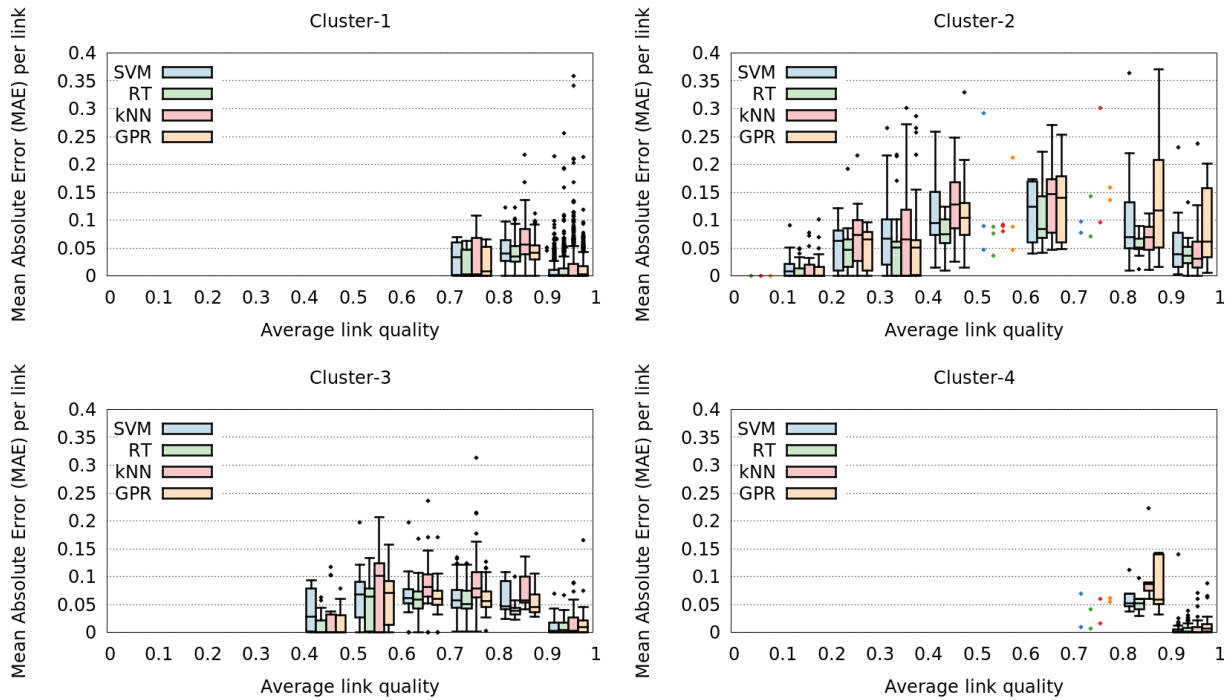 Cluster-1
Mean Absolute Error (MAE) per link
0.4
0.35
0.3
0.25
0.2
0.15
0.1
0.05
0
SVM
RT
kNN
GPR
0 0.1 0.2 0.3 0.4 0.5 0.6 0.7 0.8 0.9 1
Average link quality
Cluster-2
Mean Absolute Error (MAE) per link
0.4
0.35
0.3
0.25
0.2
0.15
0.1
0.05
0
SVM
RT
kNN
GPR
0 0.1 0.2 0.3 0.4 0.5 0.6 0.7 0.8 0.9 1
Average link quality
Cluster-3
Mean Absolute Error (MAE) per link
0.4
0.35
0.3
0.25
0.2
0.15
0.1
0.05
0
SVM
RT
kNN
GPR
0 0.1 0.2 0.3 0.4 0.5 0.6 0.7 0.8 0.9 1
Average link quality
Cluster-4
Mean Absolute Error (MAE) per link
0.4
0.35
0.3
0.25
0.2
0.15
0.1
0.05
0
SVM
RT
kNN
GPR
0 0.1 0.2 0.3 0.4 0.5 0.6 0.7 0.8 0.9 1
Average link quality